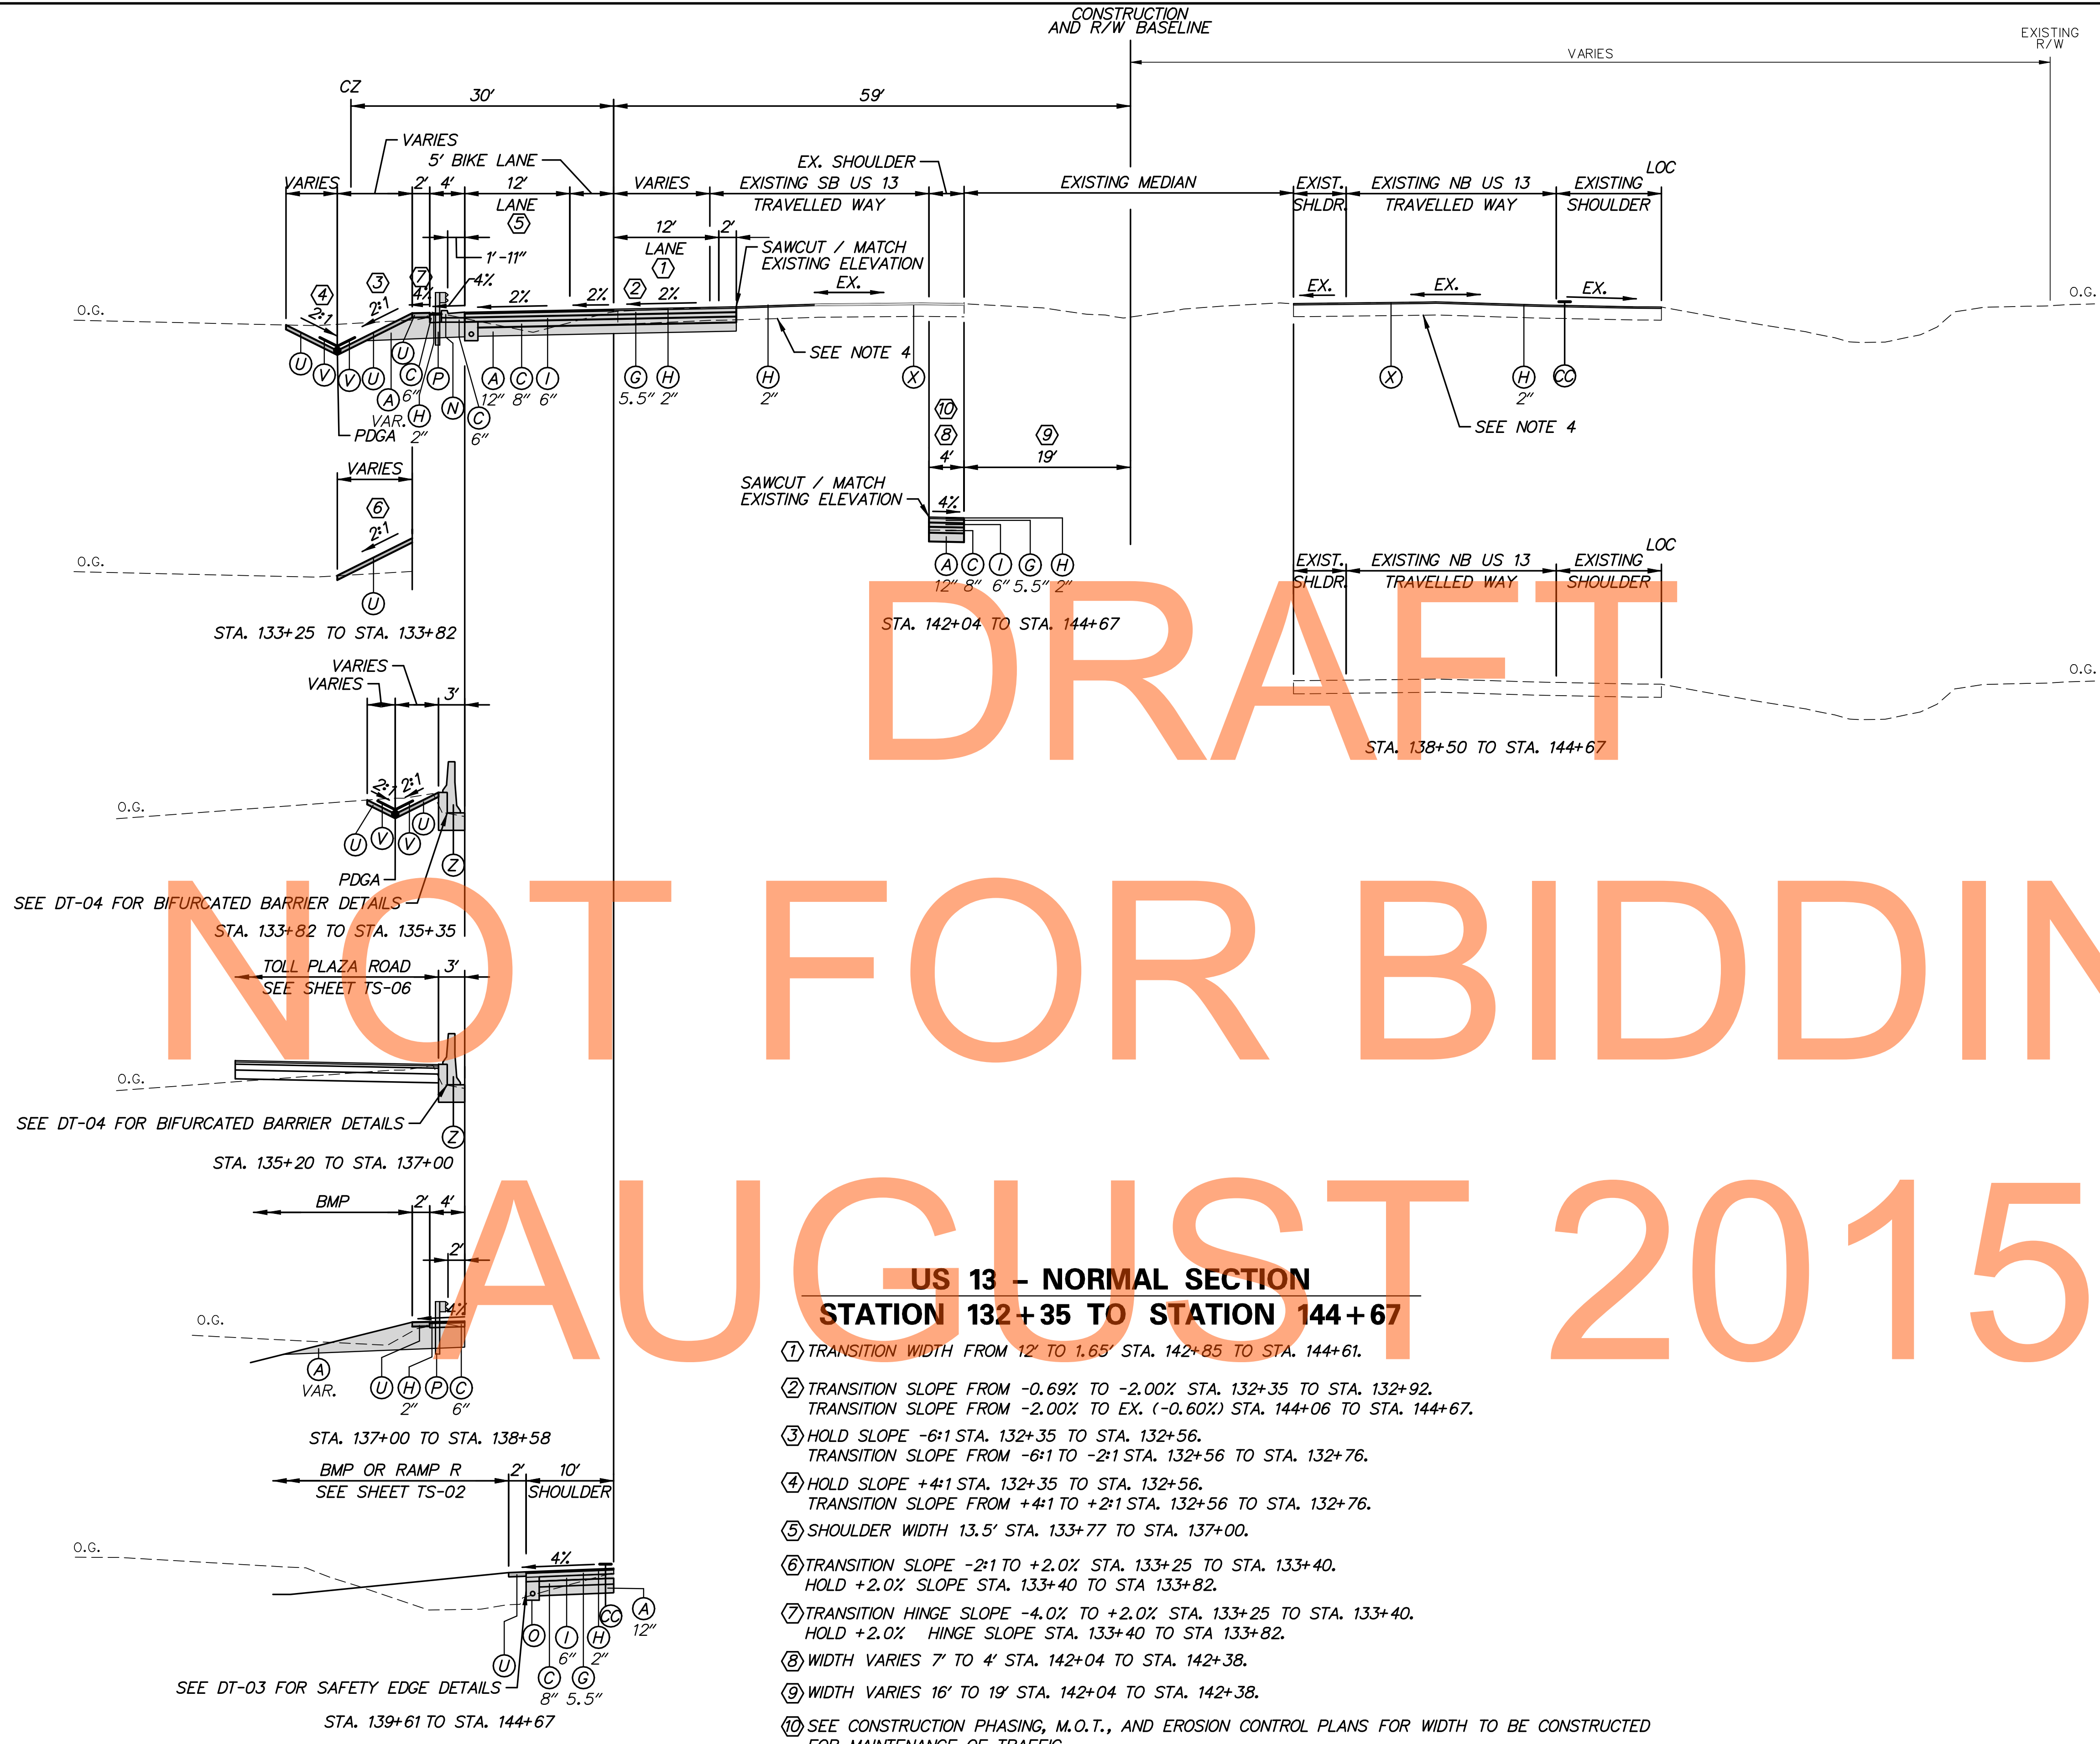 CONSTRUCTION
AND R/W BASELINE
EXISTING
R/W
VARIES
CZ
30'
59'
VARIES
5' BIKE LANE
EX. SHOULDER
LOC
VARIES
2'
4'
12'
LANE
5
VARIES
EXISTING SB US 13
TRAVELLED WAY
EXISTING MEDIAN
EXIST.
SHLDR.
EXISTING NB US 13
TRAVELLED WAY
EXISTING
SHOULDER
12'
LANE
1
2'
1'-11"
SAWCUT / MATCH
EXISTING ELEVATION
4
2:1
3
2:1
7
4%
4%
2%
2%
2
2%
EX.
EX.
EX.
EX.
O.G.
O.G.
SEE NOTE 4
SEE NOTE 4
U
V
V
U
A
VAR.
U
C
6"
H
2"
P
N
C
6"
A
12"
C
8"
I
6"
G
5.5"
H
2"
H
2"
X
X
H
2"
CC
PDGA
10
8
4'
9
19'
SAWCUT / MATCH
EXISTING ELEVATION
4%
A
12"
C
8"
I
6"
G
5.5"
H
2"
STA. 142+04 TO STA. 144+67
VARIES
6
2:1
O.G.
U
STA. 133+25 TO STA. 133+82
LOC
EXIST.
SHLDR.
EXISTING NB US 13
TRAVELLED WAY
EXISTING
SHOULDER
O.G.
STA. 138+50 TO STA. 144+67
DRAFT
VARIES
VARIES
3'
2:1
2:1
O.G.
U
V
V
U
Z
PDGA
SEE DT-04 FOR BIFURCATED BARRIER DETAILS
STA. 133+82 TO STA. 135+35
NOT FOR BIDDIN
TOLL PLAZA ROAD
SEE SHEET TS-06
3'
O.G.
SEE DT-04 FOR BIFURCATED BARRIER DETAILS
Z
STA. 135+20 TO STA. 137+00
BMP
2'
4'
2'
4%
O.G.
A
VAR.
U
H
2"
P
C
6"
STA. 137+00 TO STA. 138+58
AUGUST 2015
BMP OR RAMP R
SEE SHEET TS-02
2'
10'
SHOULDER
O.G.
4%
U
O
C
8"
I
6"
G
5.5"
H
2"
CC
A
12"
SEE DT-03 FOR SAFETY EDGE DETAILS
STA. 139+61 TO STA. 144+67
US 13 – NORMAL SECTION
STATION 132+35 TO STATION 144+67
1 TRANSITION WIDTH FROM 12' TO 1.65' STA. 142+85 TO STA. 144+61.
2 TRANSITION SLOPE FROM -0.69% TO -2.00% STA. 132+35 TO STA. 132+92.
TRANSITION SLOPE FROM -2.00% TO EX. (-0.60%) STA. 144+06 TO STA. 144+67.
3 HOLD SLOPE -6:1 STA. 132+35 TO STA. 132+56.
TRANSITION SLOPE FROM -6:1 TO -2:1 STA. 132+56 TO STA. 132+76.
4 HOLD SLOPE +4:1 STA. 132+35 TO STA. 132+56.
TRANSITION SLOPE FROM +4:1 TO +2:1 STA. 132+56 TO STA. 132+76.
5 SHOULDER WIDTH 13.5' STA. 133+77 TO STA. 137+00.
6 TRANSITION SLOPE -2:1 TO +2.0% STA. 133+25 TO STA. 133+40.
HOLD +2.0% SLOPE STA. 133+40 TO STA 133+82.
7 TRANSITION HINGE SLOPE -4.0% TO +2.0% STA. 133+25 TO STA. 133+40.
HOLD +2.0% HINGE SLOPE STA. 133+40 TO STA 133+82.
8 WIDTH VARIES 7' TO 4' STA. 142+04 TO STA. 142+38.
9 WIDTH VARIES 16' TO 19' STA. 142+04 TO STA. 142+38.
10 SEE CONSTRUCTION PHASING, M.O.T., AND EROSION CONTROL PLANS FOR WIDTH TO BE CONSTRUCTED
FOR MAINTENANCE OF TRAFFIC